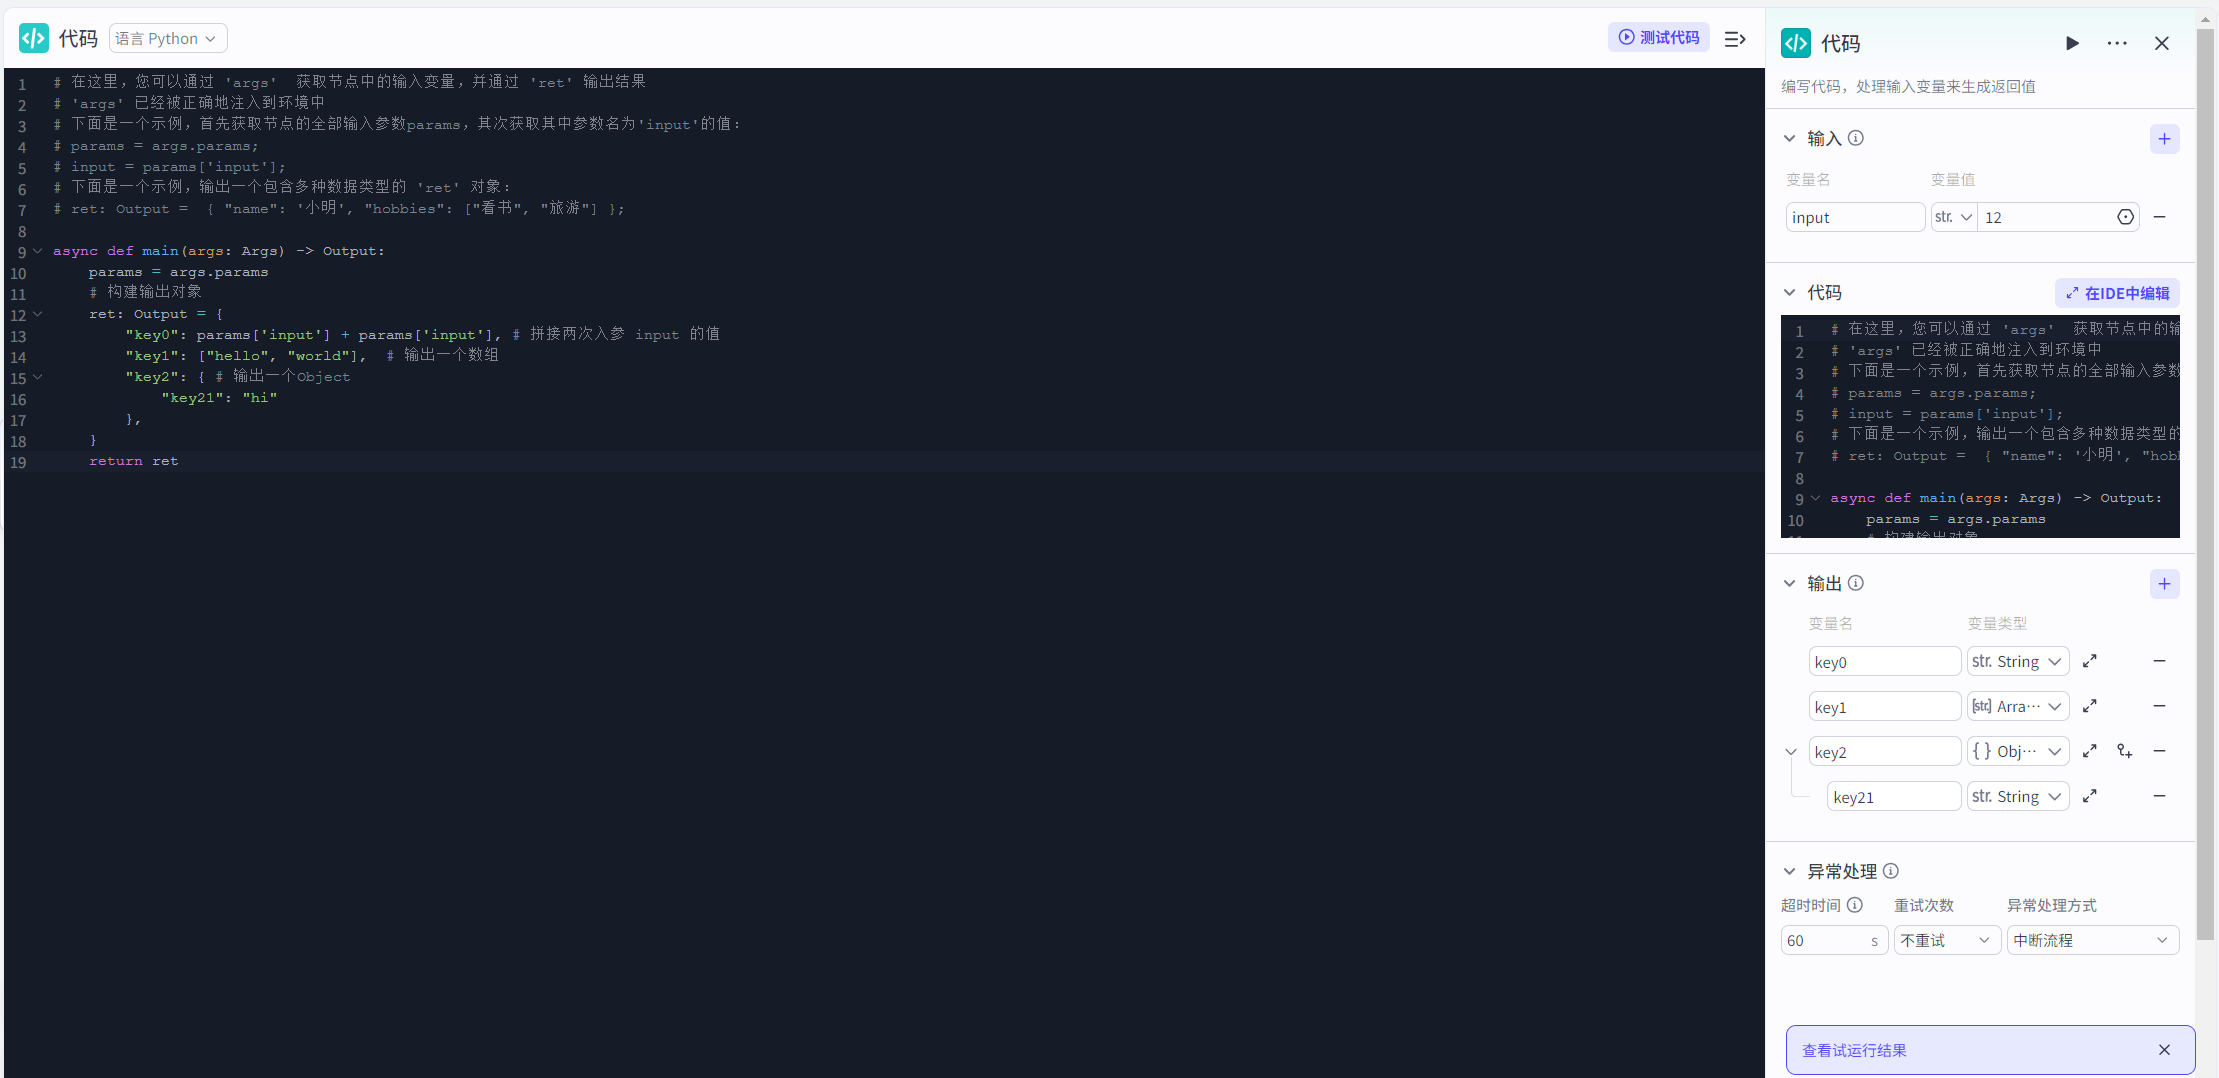 代码 语言 Python 测试代码
1 # 在这里，您可以通过 'args'  获取节点中的输入变量，并通过 'ret' 输出结果
2 # 'args' 已经被正确地注入到环境中
3 # 下面是一个示例，首先获取节点的全部输入参数params，其次获取其中参数名为'input'的值：
4 # params = args.params;
5 # input = params['input'];
6 # 下面是一个示例，输出一个包含多种数据类型的 'ret' 对象：
7 # ret: Output =  { "name": '小明', "hobbies": ["看书", "旅游"] };
8
9 async def main(args: Args) -> Output:
10     params = args.params
11     # 构建输出对象
12     ret: Output = {
13         "key0": params['input'] + params['input'], # 拼接两次入参 input 的值
14         "key1": ["hello", "world"],  # 输出一个数组
15         "key2": { # 输出一个Object
16             "key21": "hi"
17         },
18     }
19     return ret
代码
编写代码，处理输入变量来生成返回值
输入
变量名 变量值
input str. 12
代码 在IDE中编辑
1 # 在这里，您可以通过 'args'  获取节点中的输
2 # 'args' 已经被正确地注入到环境中
3 # 下面是一个示例，首先获取节点的全部输入参数
4 # params = args.params;
5 # input = params['input'];
6 # 下面是一个示例，输出一个包含多种数据类型的
7 # ret: Output =  { "name": '小明', "hobb
8
9 async def main(args: Args) -> Output:
10     params = args.params
11     # 构建输出对象
输出
变量名 变量类型
key0 str. String
key1 [str.] Arra···
key2 { } Obj···
key21 str. String
异常处理
超时时间 重试次数 异常处理方式
60 s 不重试 中断流程
查看试运行结果